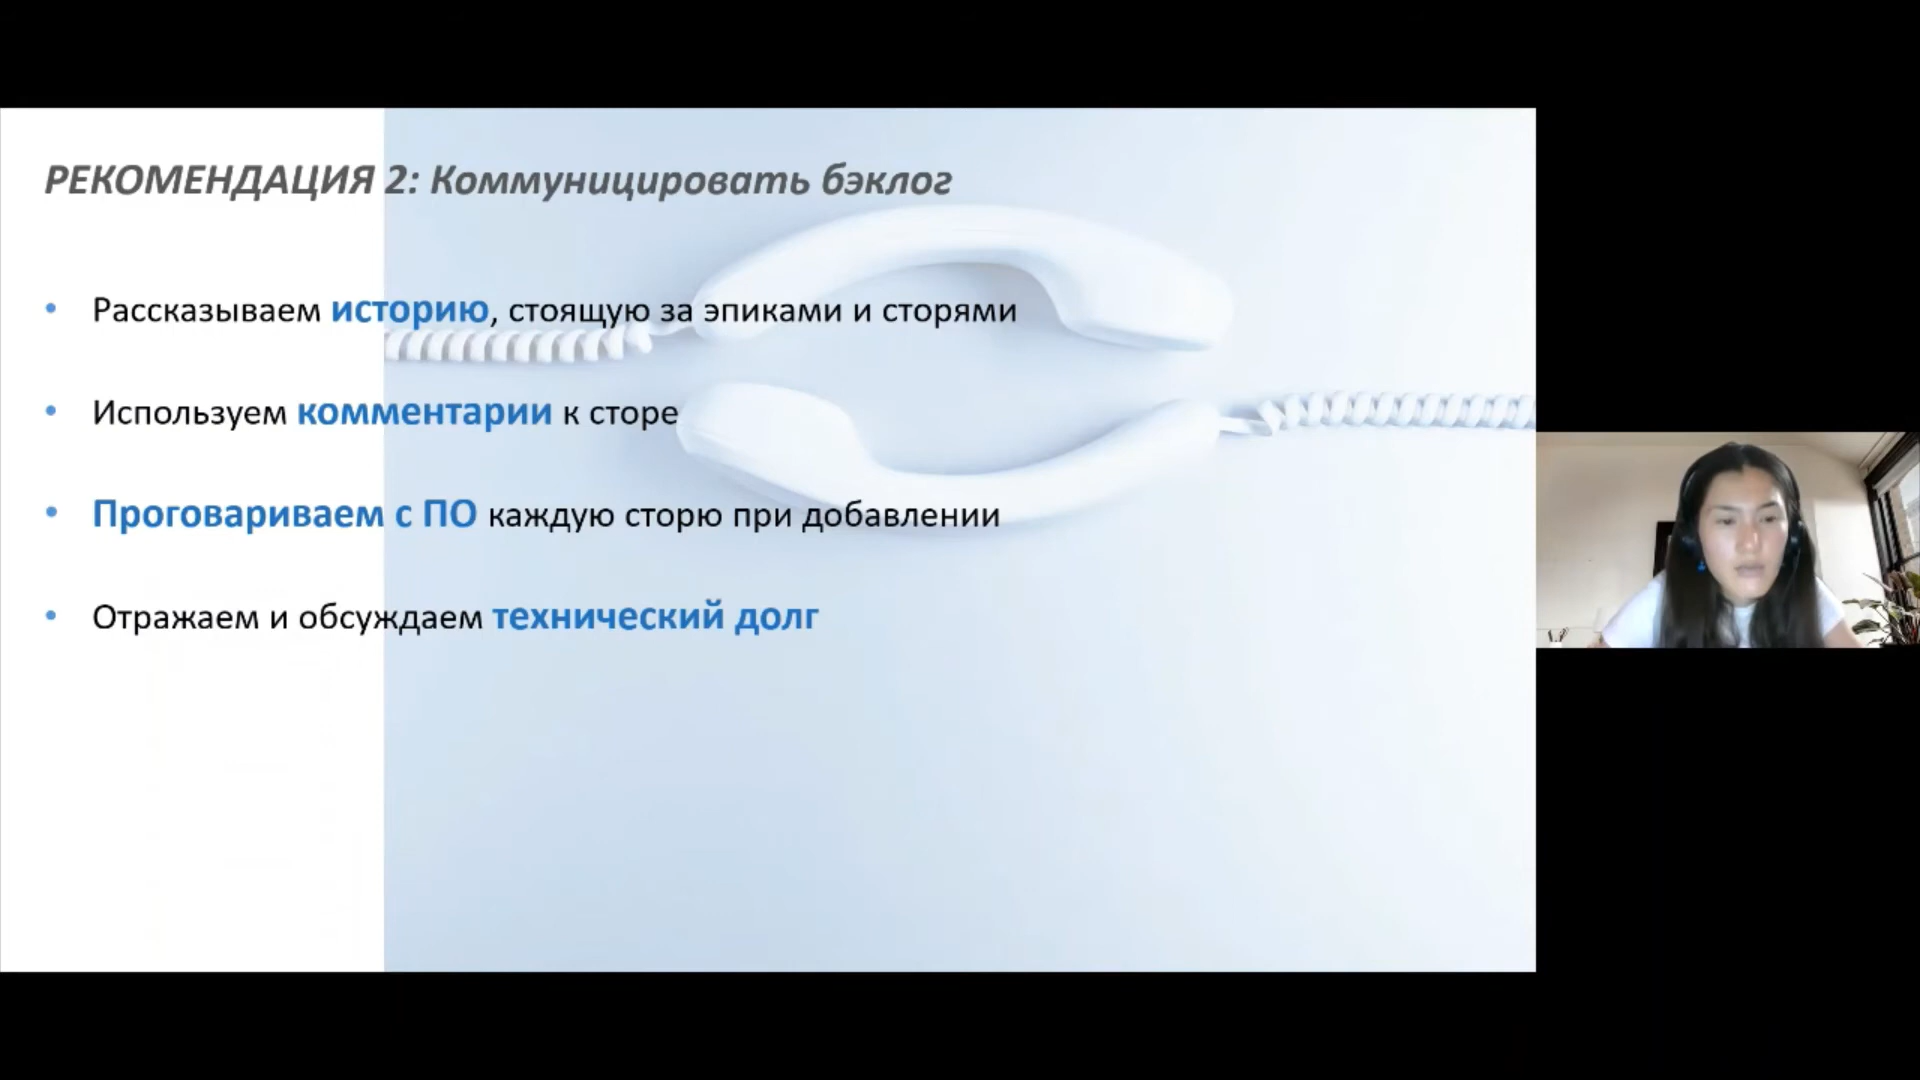 РЕКОМЕНДАЦИЯ 2: Коммуницировать бэклог
• Рассказываем историю, стоящую за эпиками и сторями
• Используем комментарии к сторе
• Проговариваем с ПО каждую сторю при добавлении
• Отражаем и обсуждаем технический долг